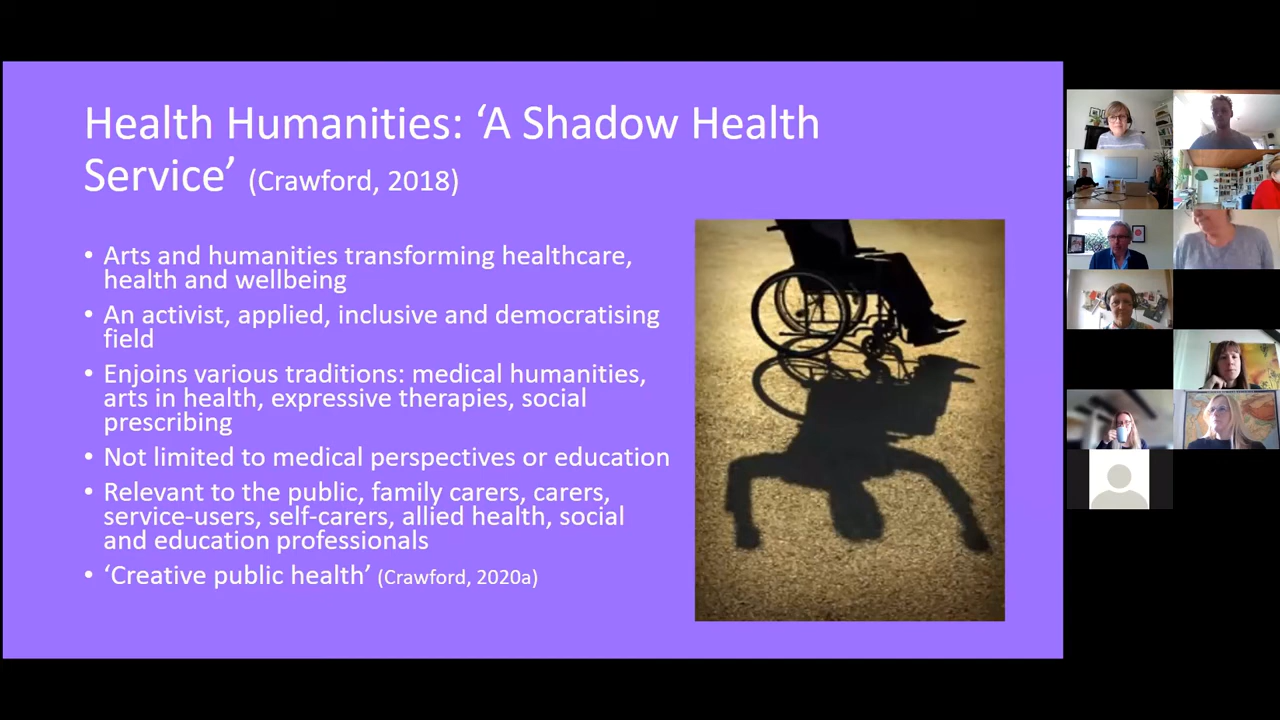 Health Humanities: ‘A Shadow Health
Service’ (Crawford, 2018)
• Arts and humanities transforming healthcare,
health and wellbeing
• An activist, applied, inclusive and democratising
field
• Enjoins various traditions: medical humanities,
arts in health, expressive therapies, social
prescribing
• Not limited to medical perspectives or education
• Relevant to the public, family carers, carers,
service-users, self-carers, allied health, social
and education professionals
• ‘Creative public health’ (Crawford, 2020a)